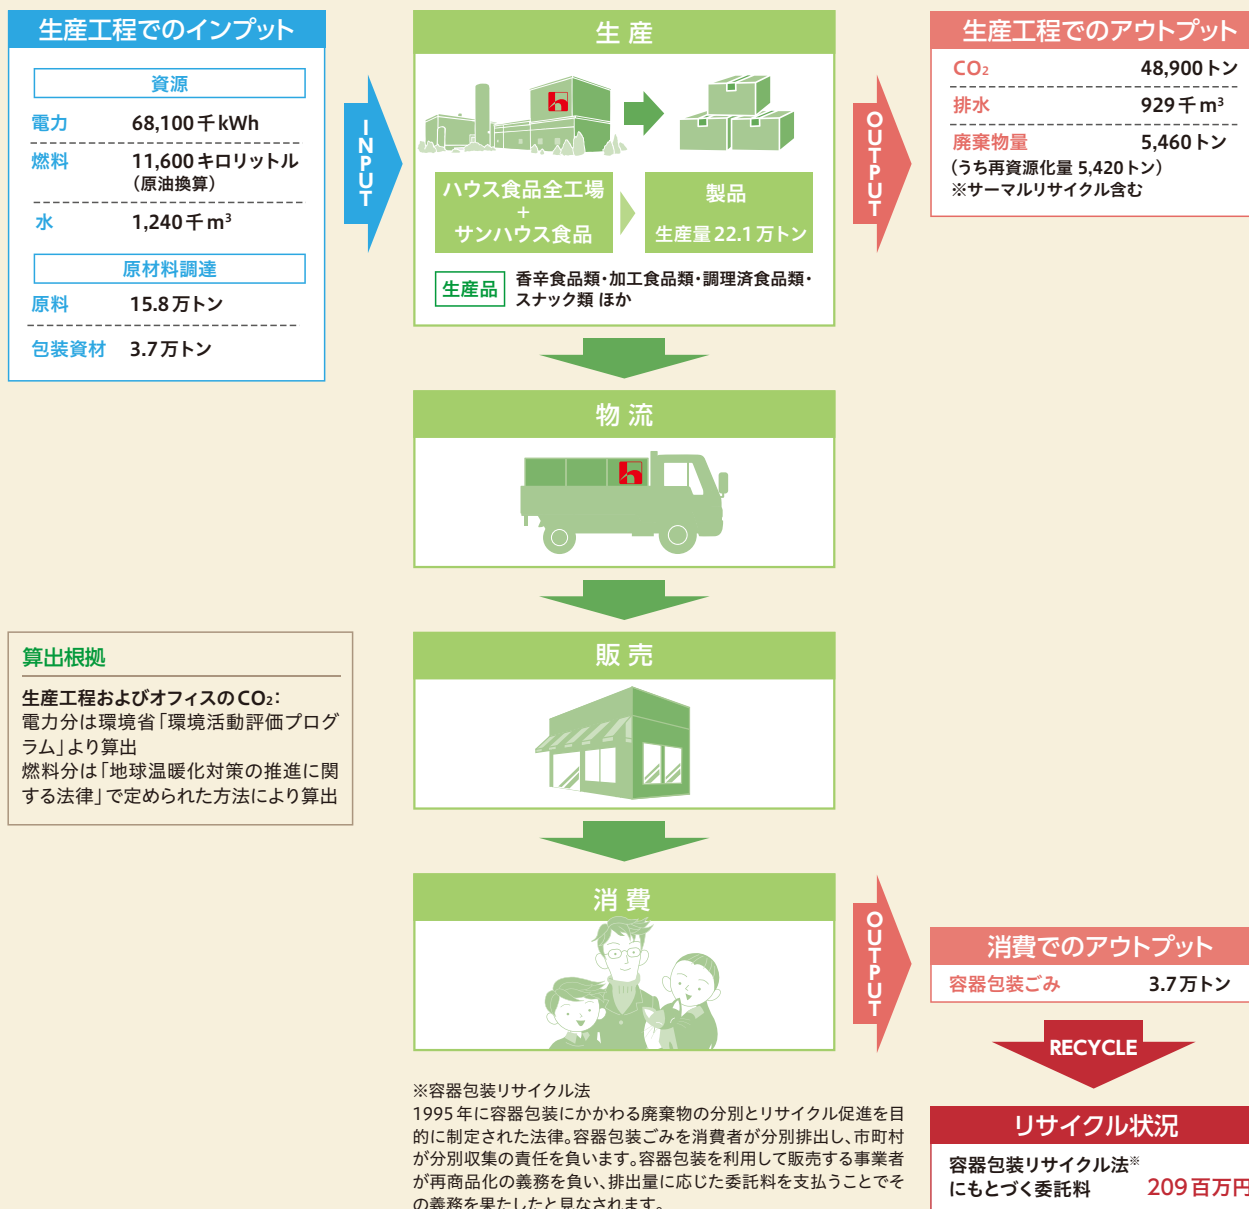 生産工程でのインプット
資源
電力 68,100千kWh
燃料 11,600キロリットル
（原油換算）
水 1,240千m³
原材料調達
原料 15.8万トン
包装資材 3.7万トン
INPUT
生産
ハウス食品全工場
+
サンハウス食品
製品
生産量22.1万トン
生産品 香辛食品類・加工食品類・調理済食品類・
スナック類 ほか
OUTPUT
生産工程でのアウトプット
CO₂ 48,900トン
排水 929千m³
廃棄物量 5,460トン
（うち再資源化量 5,420トン）
※サーマルリサイクル含む
物流
販売
算出根拠
生産工程およびオフィスのCO₂：
電力分は環境省「環境活動評価プログ
ラム」より算出
燃料分は「地球温暖化対策の推進に関
する法律」で定められた方法により算出
消費
OUTPUT
消費でのアウトプット
容器包装ごみ 3.7万トン
RECYCLE
リサイクル状況
容器包装リサイクル法※
にもとづく委託料 209百万円
※容器包装リサイクル法
1995年に容器包装にかかわる廃棄物の分別とリサイクル促進を目
的に制定された法律。容器包装ごみを消費者が分別排出し、市町村
が分別収集の責任を負います。容器包装を利用して販売する事業者
が再商品化の義務を負い、排出量に応じた委託料を支払うことでそ
の義務を果たしたと見なされます。